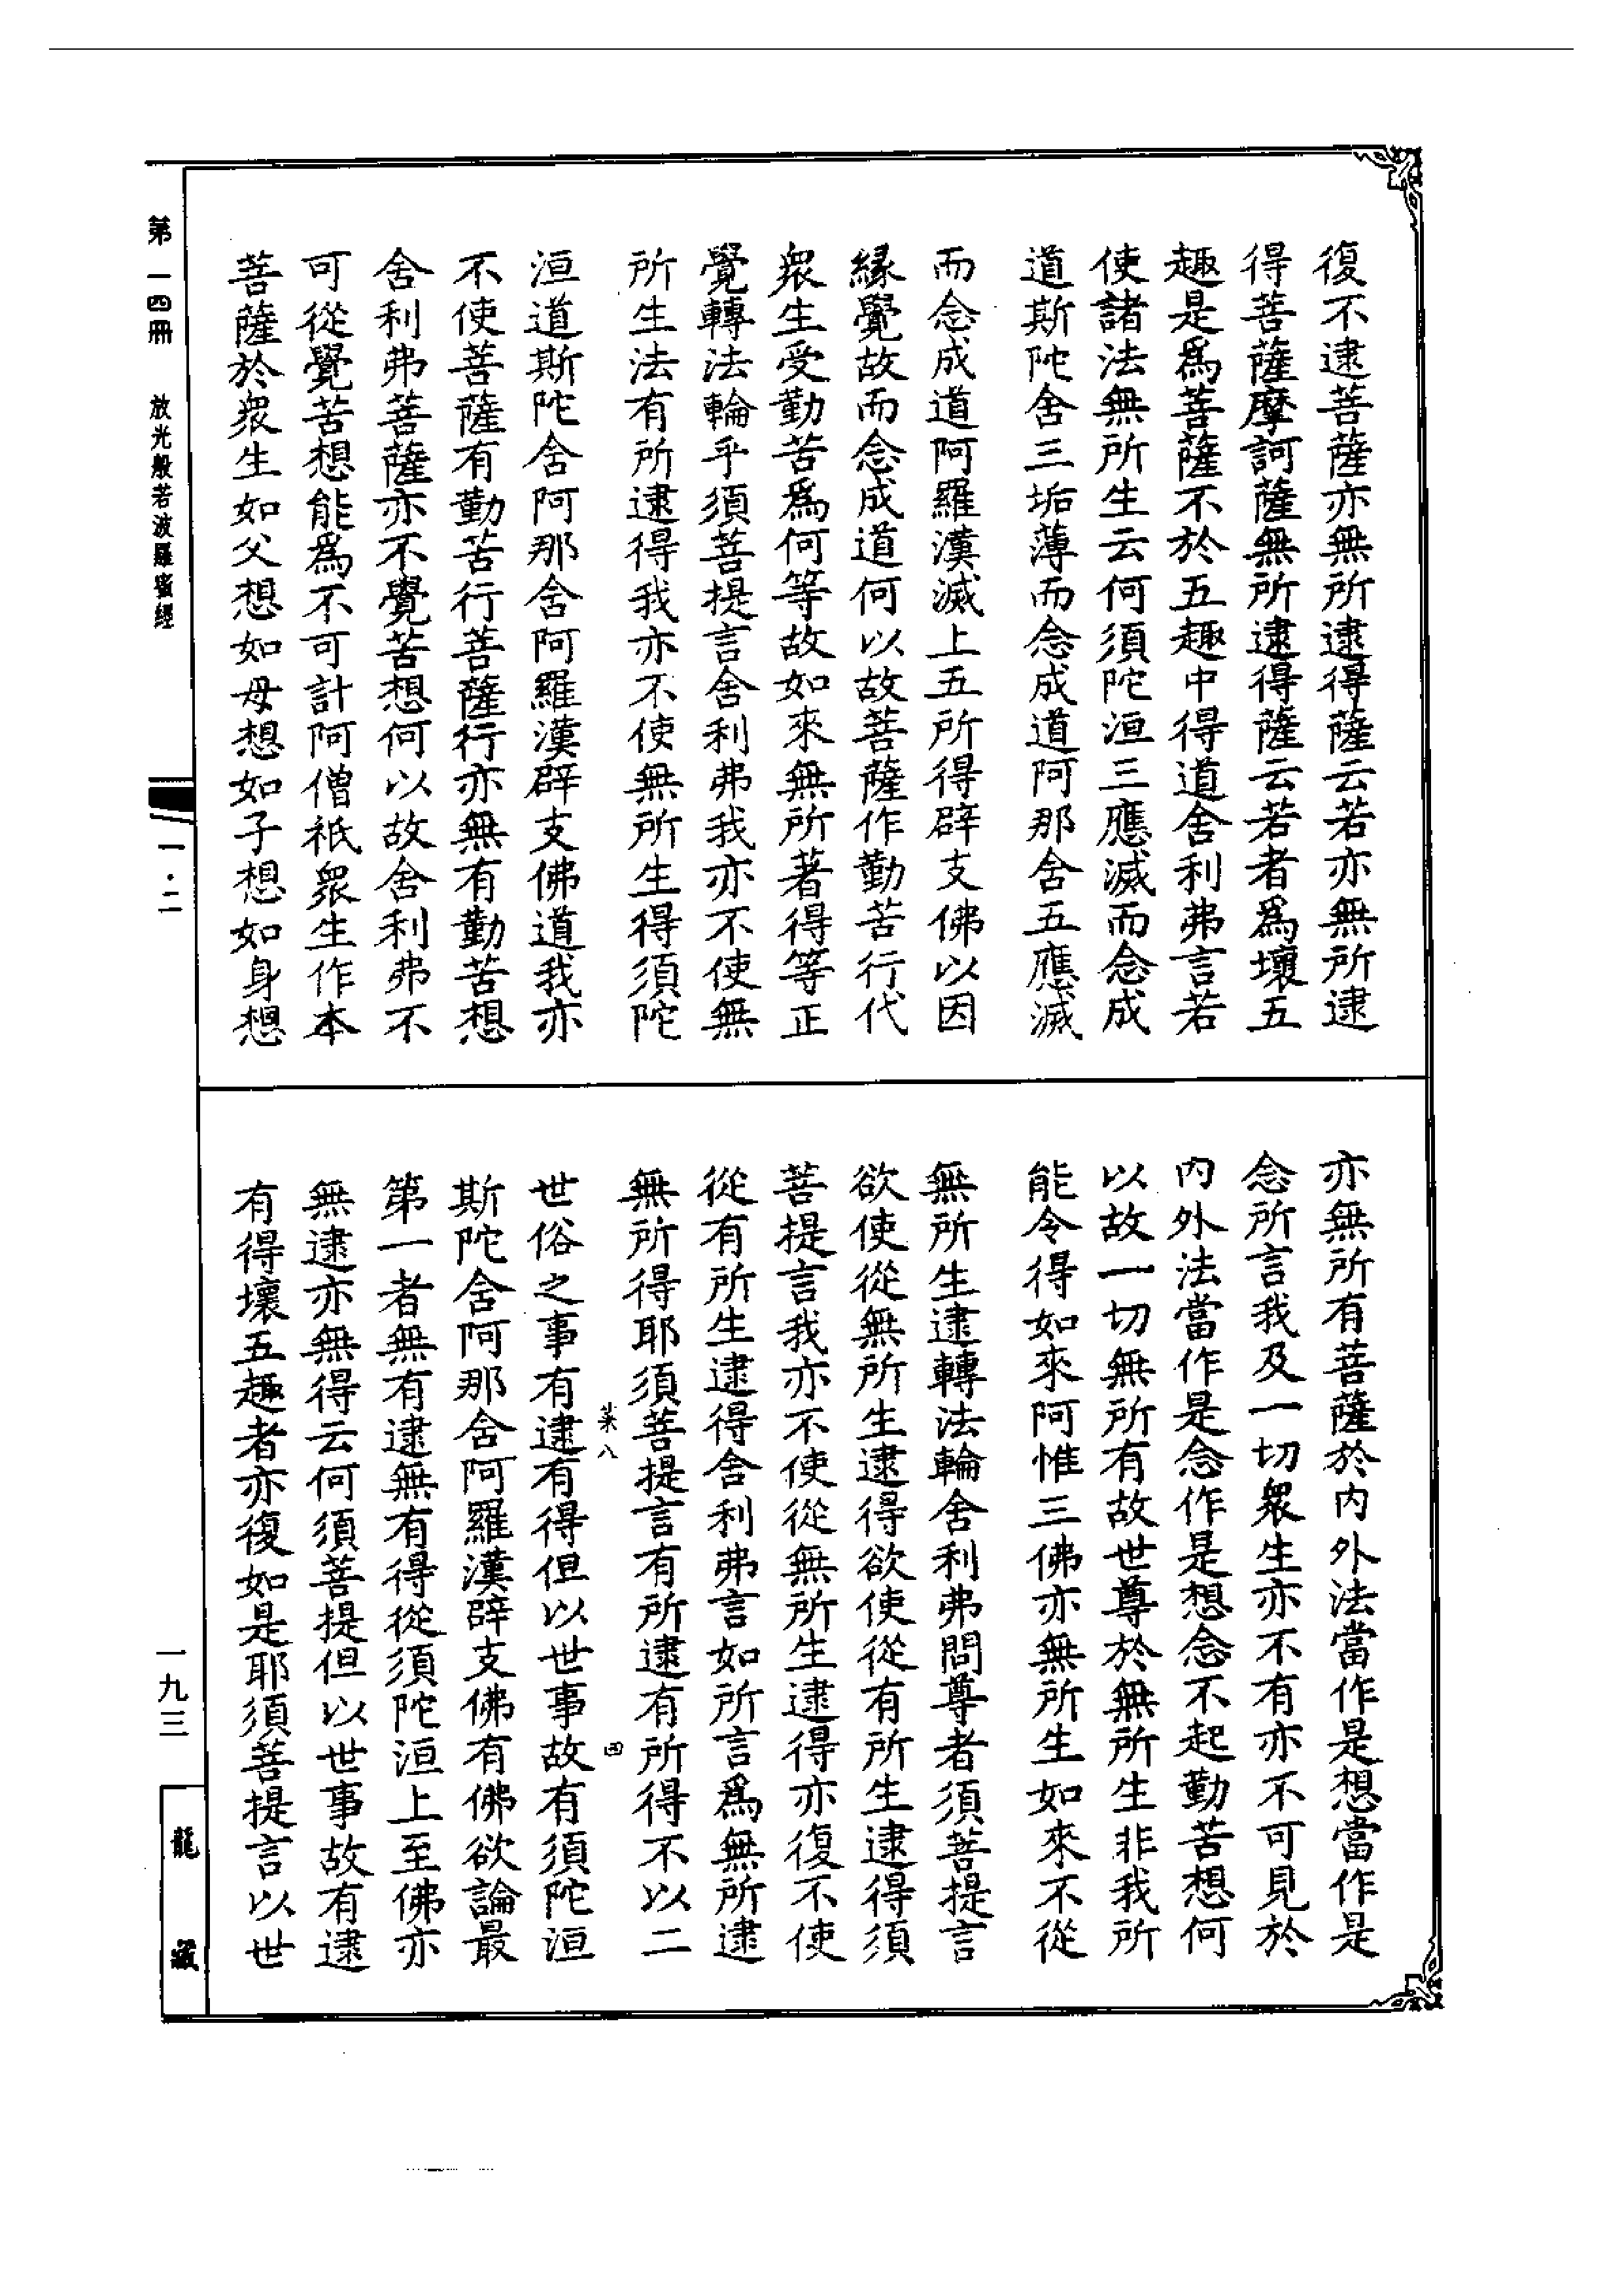 復不逮菩薩亦無所逮得薩云若亦無所逮
得菩薩摩訶薩無所逮得薩云若者爲壞五
趣是爲菩薩不於五趣中得道舍利弗言若
使諸法無所生云何須陀洹三應滅而念成
道斯陀舍三垢薄而念成道阿那舍五應滅
而念成道阿羅漢滅上五所得辟支佛以因
緣覺故而念成道何以故菩薩作勤苦行代
衆生受勤苦爲何等故如來無所著得等正
覺轉法輪乎須菩提言舍利弗我亦不使無
所生法有所逮得我亦不使無所生得須陀
洹道斯陀舍阿那舍阿羅漢辟支佛道我亦
不使菩薩有勤苦行菩薩行亦無有勤苦想
舍利弗菩薩亦不覺苦想何以故舍利弗不
可從覺苦想能爲不可計阿僧祇衆生作本
菩薩於衆生如父想如母想如子想如身想
亦無所有菩薩於內外法當作是想當作是
念所言我及一切衆生亦不有亦不可見於
內外法當作是念作是想念不起勤苦想何
以故一切無所有故世尊於無所生非我所
能令得如來阿惟三佛亦無所生如來不從
無所生逮轉法輪舍利弗問尊者須菩提言
欲使從無所生逮得欲使從有所生逮得須
菩提言我亦不使從無所生逮得亦復不使
從有所生逮得舍利弗言如所言爲無所逮
無所得耶須菩提言有所逮有所得不以二
世俗之事有逮有得但以世事故有須陀洹
斯陀舍阿那舍阿羅漢辟支佛有佛欲論最
第一者無有逮無有得從須陀洹上至佛亦
無逮亦無得云何須菩提但以世事故有逮
有得壞五趣者亦復如是耶須菩提言以世
菜八
四
第一四冊
放光般若波羅蜜經
一·二
一九三
龍藏